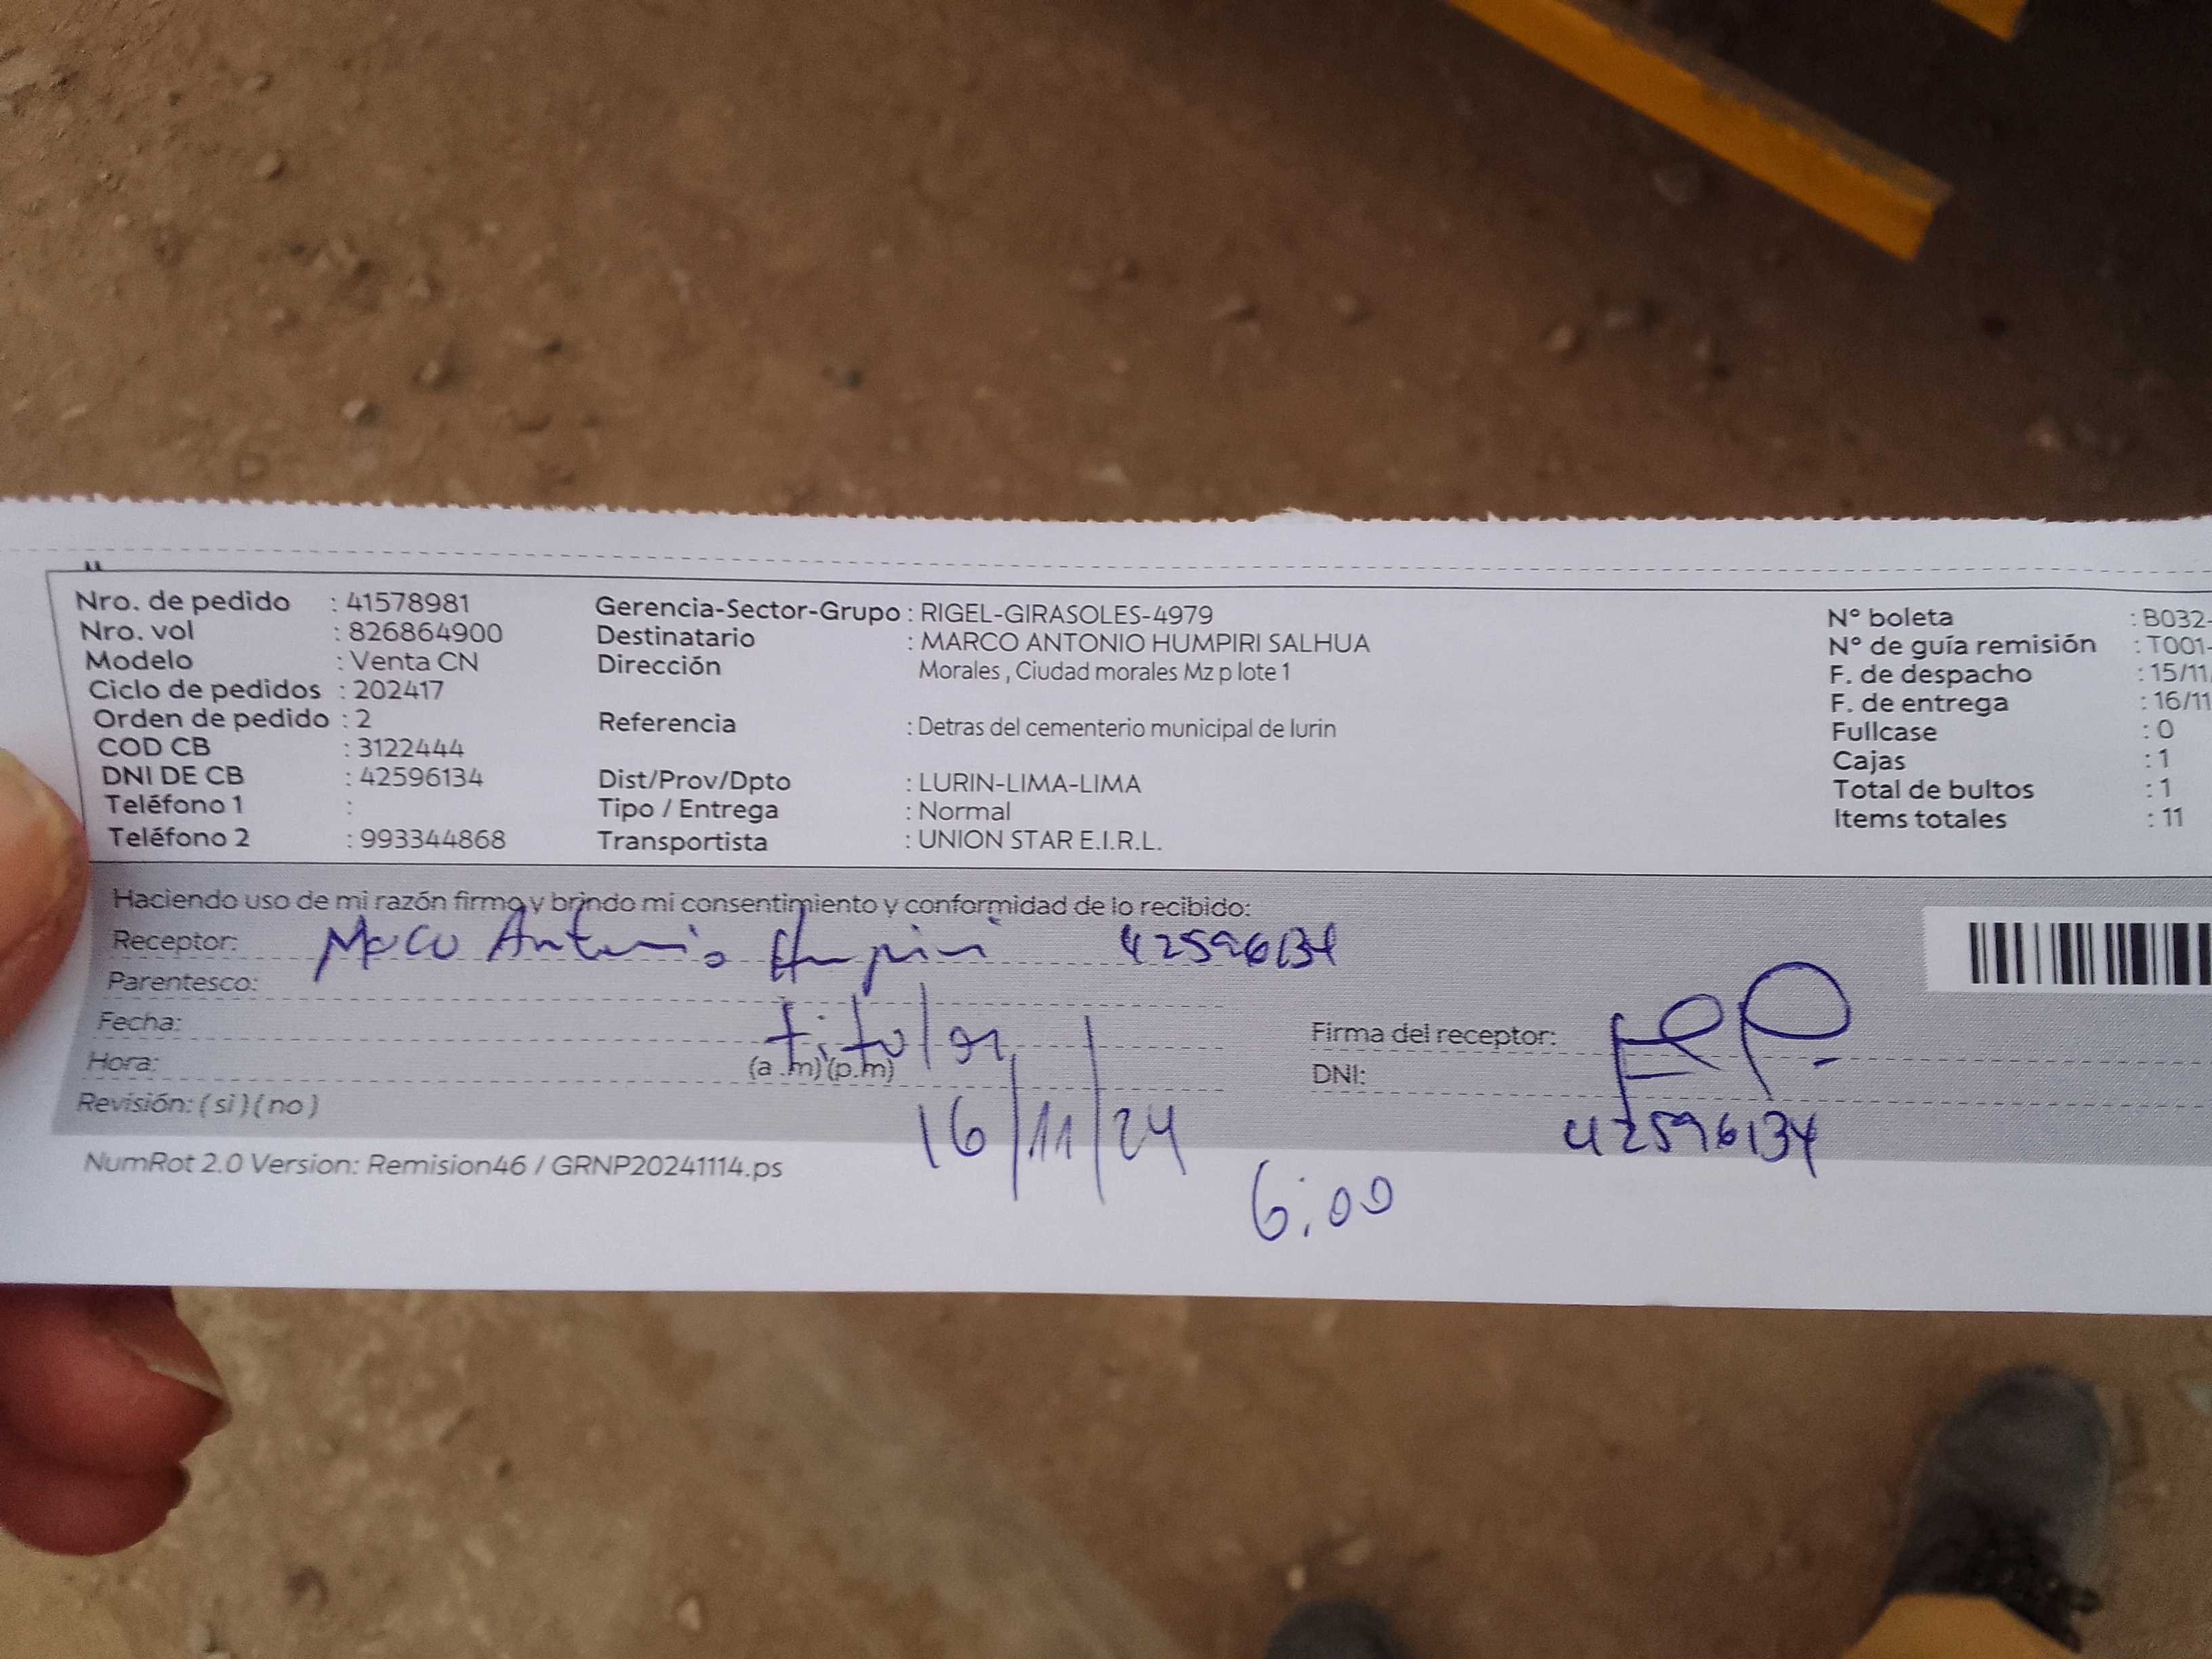 Nro. de pedido : 41578981
Nro. vol : 826864900
Modelo : Venta CN
Ciclo de pedidos : 202417
Orden de pedido : 2
COD CB : 3122444
DNI DE CB : 42596134
Teléfono 1 :
Teléfono 2 : 993344868
Gerencia-Sector-Grupo : RIGEL-GIRASOLES-4979
Destinatario : MARCO ANTONIO HUMPIRI SALHUA
Dirección Morales , Ciudad morales Mz p lote 1
Referencia : Detras del cementerio municipal de lurin
Dist/Prov/Dpto : LURIN-LIMA-LIMA
Tipo / Entrega : Normal
Transportista : UNION STAR E.I.R.L.
N° boleta : B032-
N° de guía remisión : T001-
F. de despacho : 15/11
F. de entrega : 16/11
Fullcase : 0
Cajas : 1
Total de bultos : 1
Items totales : 11
Haciendo uso de mi razón firmo y brindo mi consentimiento y conformidad de lo recibido:
Receptor: Marco Antonio Humpiri 42596134
Parentesco:
titular
Fecha:
Hora: (a .m)(p.m)
Revisión: ( si ) ( no )
16/11/24
6:00
Firma del receptor:
DNI:
42596134
NumRot 2.0 Version: Remision46 / GRNP20241114.ps